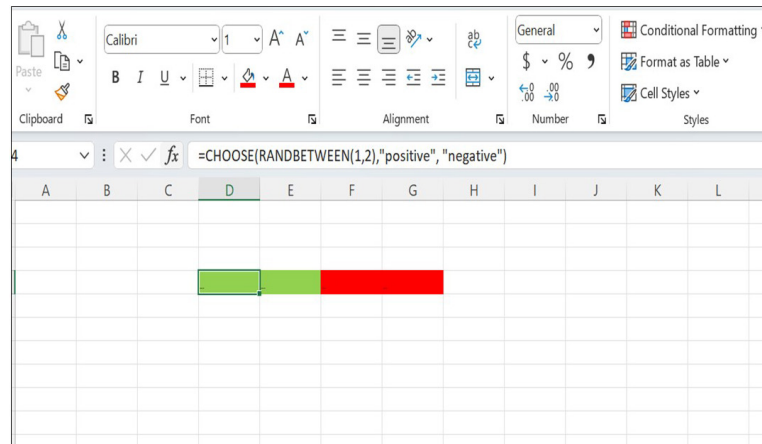 Calibri
1
A^ A˅
ab
General
Conditional Formatting
Paste
B I U
A
$ % 9
Format as Table
.00 .00
Cell Styles
Clipboard
Font
Alignment
Number
Styles
4
fx
=CHOOSE(RANDBETWEEN(1,2),"positive", "negative")
A B C D E F G H I J K L